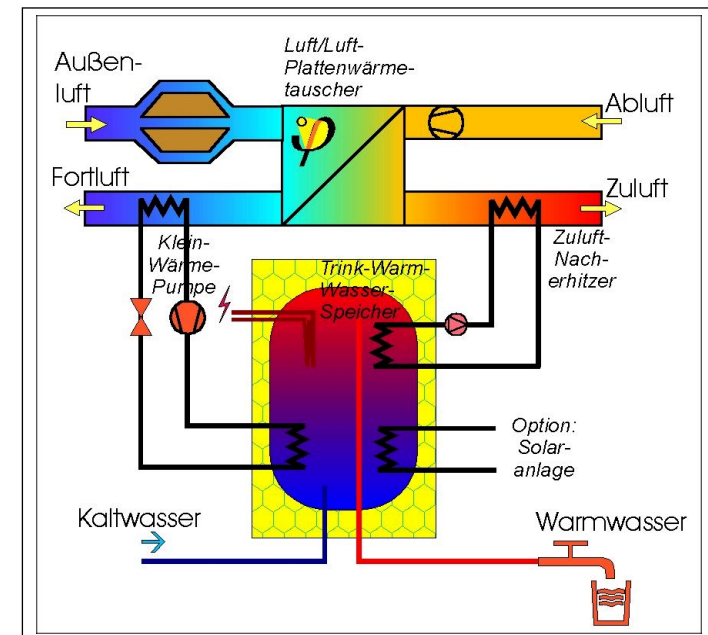 Außen-
luft
Luft/Luft-
Plattenwärme-
tauscher
Abluft
Fortluft
Zuluft
Klein-
Wärme-
Pumpe
Trink-Warm-
Wasser-
Speicher
Zuluft-
Nach-
erhitzer
Option:
Solar-
anlage
Kaltwasser
Warmwasser